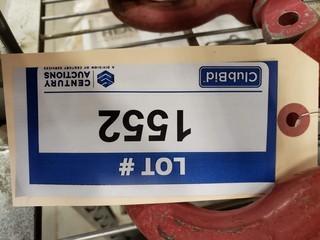 LOT #
1552
CENTURY
AUCTIONS
A DIVISION OF CENTURY SERVICES
ClubBid